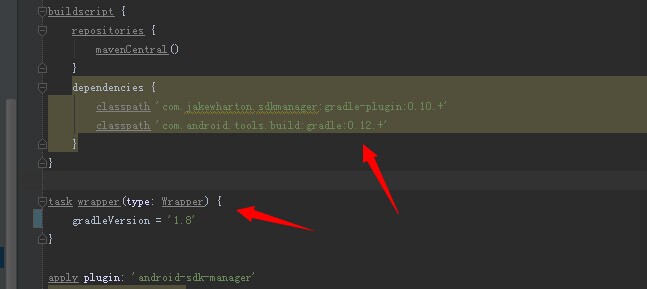 buildscript {
repositories {
mavenCentral()
}
dependencies {
classpath 'com.jakewharton.sdkmanager:gradle-plugin:0.10.+'
classpath 'com.android.tools.build:gradle:0.12.+'
}
}
task wrapper(type: Wrapper) {
gradleVersion = '1.8'
}
apply plugin: 'android-sdk-manager'